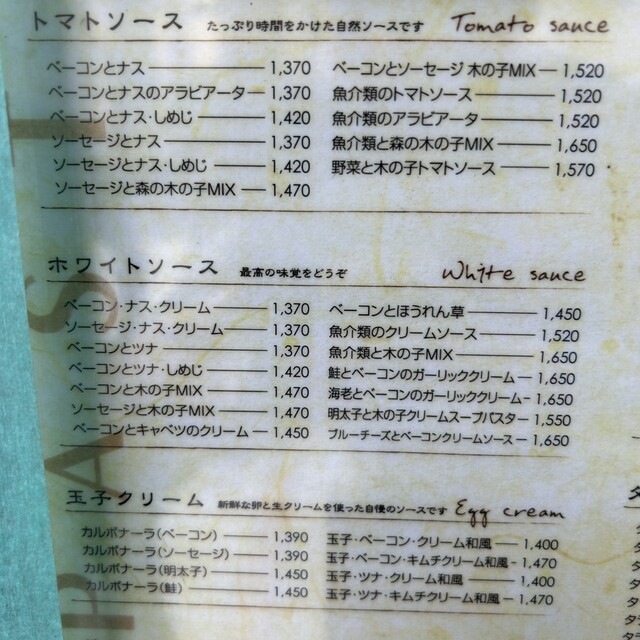 トマトソース たっぷり時間をかけた自然ソースです Tomato sauce
ベーコンとナス 1,370
ベーコンとナスのアラビアータ 1,370
ベーコンとナス・しめじ 1,420
ソーセージとナス 1,370
ソーセージとナス・しめじ 1,420
ソーセージと森の木の子MIX 1,470
ベーコンとソーセージ 木の子MIX 1,520
魚介類のトマトソース 1,520
魚介類のアラビアータ 1,520
魚介類と森の木の子MIX 1,650
野菜と木の子トマトソース 1,570
ホワイトソース 最高の味覚をどうぞ White sauce
ベーコン・ナス・クリーム 1,370
ソーセージ・ナス・クリーム 1,370
ベーコンとツナ 1,370
ベーコンとツナ・しめじ 1,420
ベーコンと木の子MIX 1,470
ソーセージと木の子MIX 1,470
ベーコンとキャベツのクリーム 1,450
ベーコンとほうれん草 1,450
魚介類のクリームソース 1,520
魚介類と木の子MIX 1,650
鮭とベーコンのガーリッククリーム 1,650
海老とベーコンのガーリッククリーム 1,650
明太子と木の子クリームスープパスタ 1,550
ブルーチーズとベーコンクリームソース 1,650
玉子クリーム 新鮮な卵と生クリームを使った自慢のソースです Egg cream
カルボナーラ(ベーコン) 1,390
カルボナーラ(ソーセージ) 1,390
カルボナーラ(明太子) 1,450
カルボナーラ(鮭) 1,450
玉子・ベーコン・クリーム和風 1,400
玉子・ベーコン・キムチクリーム和風 1,470
玉子・ツナ・クリーム和風 1,400
玉子・ツナ・キムチクリーム和風 1,470